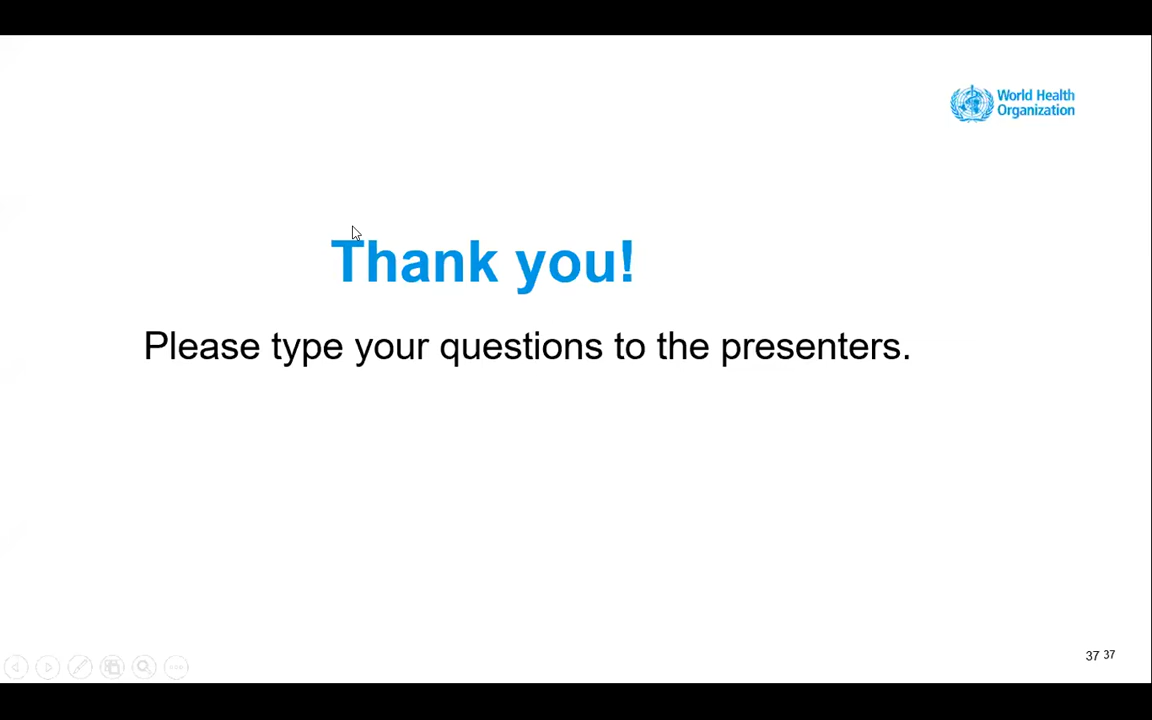 World Health
Organization
Thank you!
Please type your questions to the presenters.
37 37